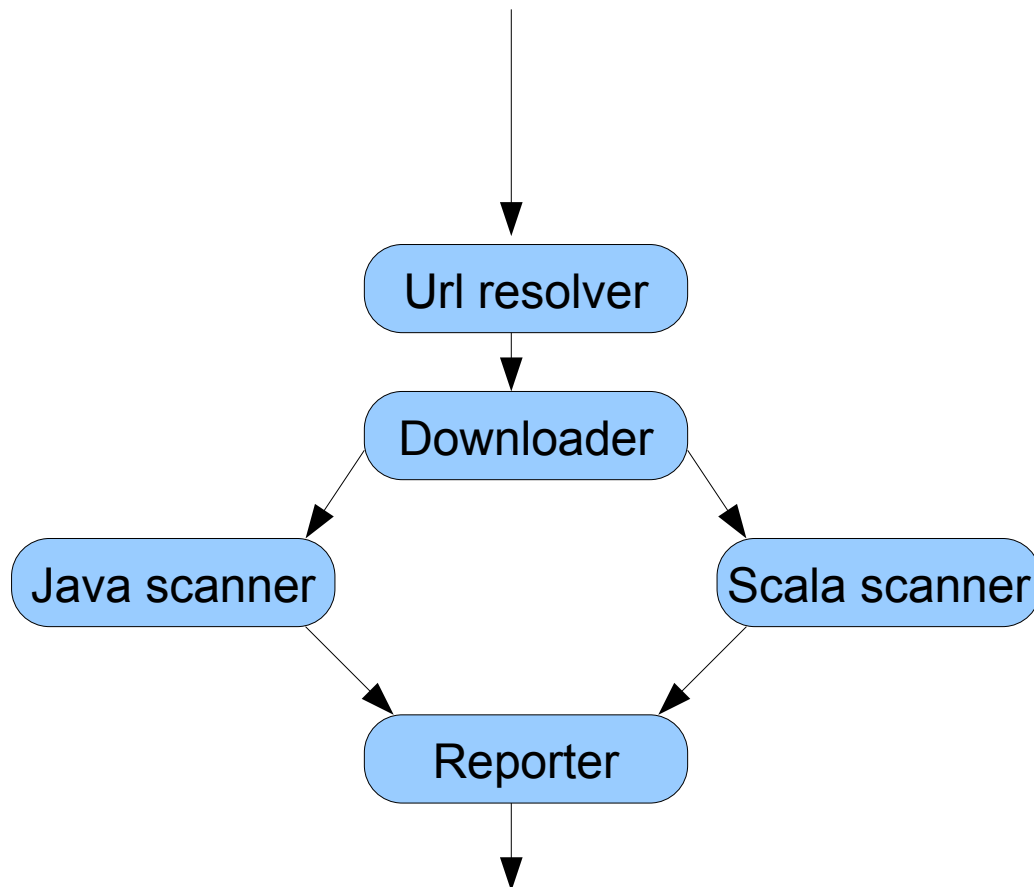 Url resolver
Downloader
Java scanner
Scala scanner
Reporter